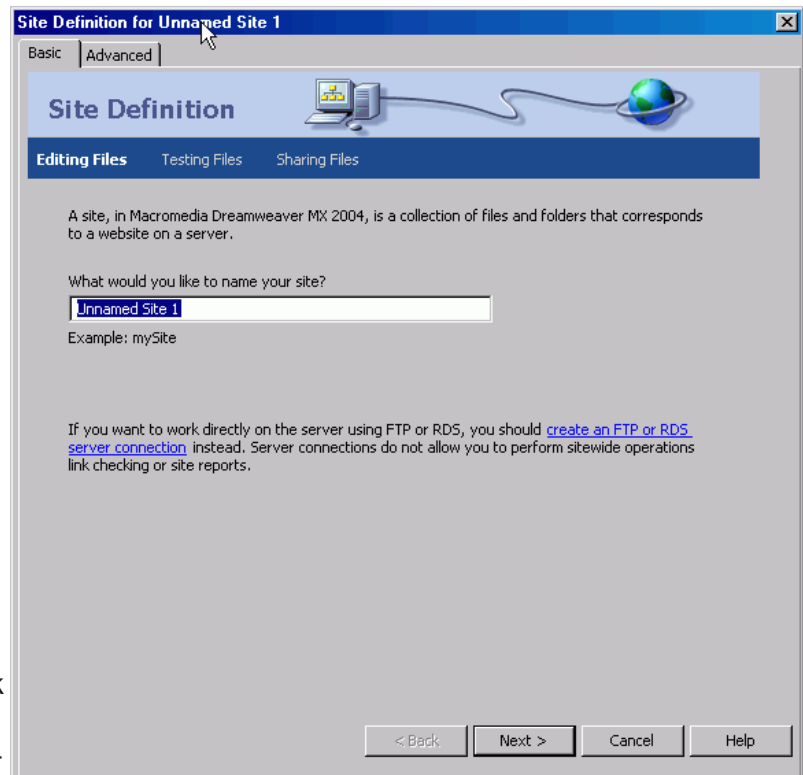 Site Definition for Unnamed Site 1
Basic Advanced
Site Definition
Editing Files Testing Files Sharing Files
A site, in Macromedia Dreamweaver MX 2004, is a collection of files and folders that corresponds
to a website on a server.
What would you like to name your site?
Unnamed Site 1
Example: mySite
If you want to work directly on the server using FTP or RDS, you should create an FTP or RDS
server connection instead. Server connections do not allow you to perform sitewide operations
link checking or site reports.
< Back Next > Cancel Help